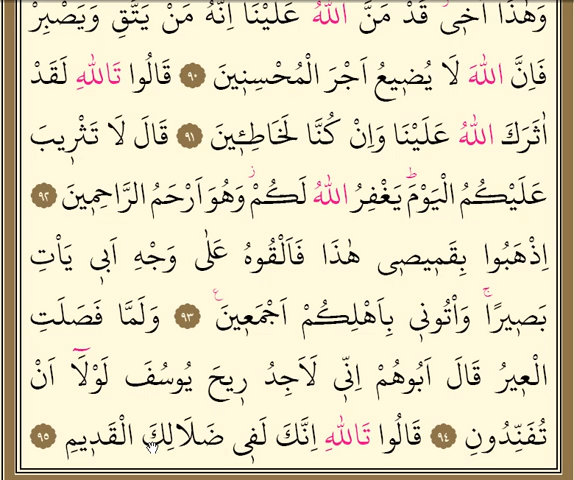 وَهٰذَٓا اَخٖيؗ قَدْ مَنَّ اللّٰهُ عَلَيْنَاؕ اِنَّهُ مَنْ يَتَّقِ وَيَصْبِرْ
فَاِنَّ اللّٰهَ لَا يُضٖيعُ اَجْرَ الْمُحْسِنٖينَ ﴿٩٠﴾ قَالُوا تَاللّٰهِ لَقَدْ
اٰثَرَكَ اللّٰهُ عَلَيْنَا وَاِنْ كُنَّا لَخَاطِـٖٔينَ ﴿٩١﴾ قَالَ لَا تَثْرٖيبَ
عَلَيْكُمُ الْيَوْمَؕ يَغْفِرُ اللّٰهُ لَكُمْؗ وَهُوَ اَرْحَمُ الرَّاحِمٖينَ ﴿٩٢﴾
اِذْهَبُوا بِقَمٖيصٖى هٰذَا فَاَلْقُوهُ عَلٰى وَجْهِ اَبٖى يَاْتِ
بَصٖيرًاۚ وَاْتُونٖى بِاَهْلِكُمْ اَجْمَعٖينَࣖ ﴿٩٣﴾ وَلَمَّا فَصَلَتِ
الْعٖيرُ قَالَ اَبُوهُمْ اِنّٖى لَاَجِدُ رٖيحَ يُوسُفَ لَوْلَٓا اَنْ
تُفَنِّدُونِ ﴿٩٤﴾ قَالُوا تَاللّٰهِ اِنَّكَ لَفٖى ضَلَالِكَ الْقَدٖيمِ ﴿٩٥﴾